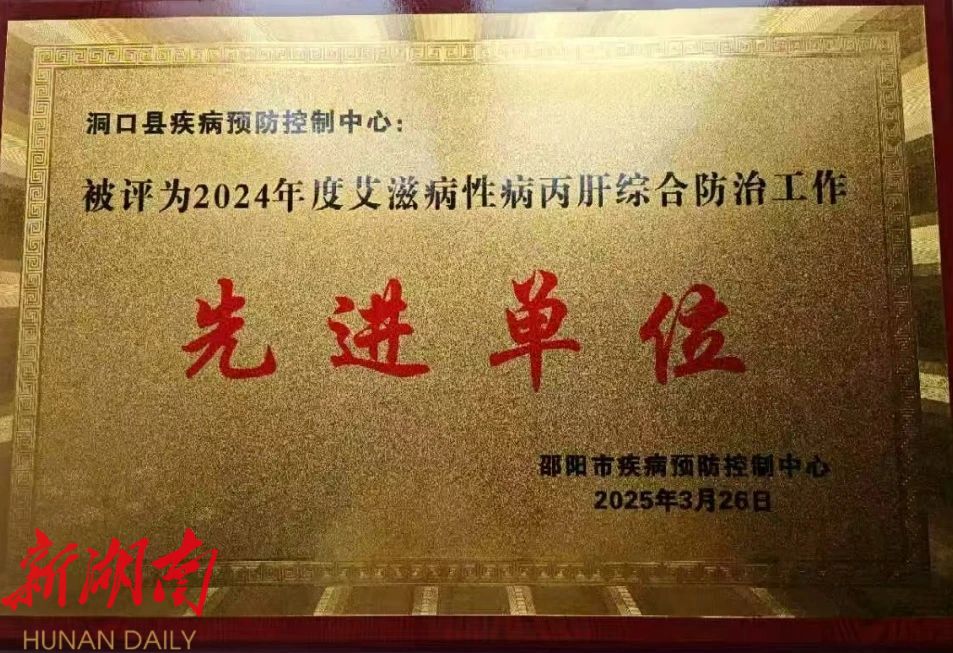 洞口县疾病预防控制中心：
被评为2024年度艾滋病性病丙肝综合防治工作
先进单位
邵阳市疾病预防控制中心
2025年3月26日
新湖南
HUNAN DAILY